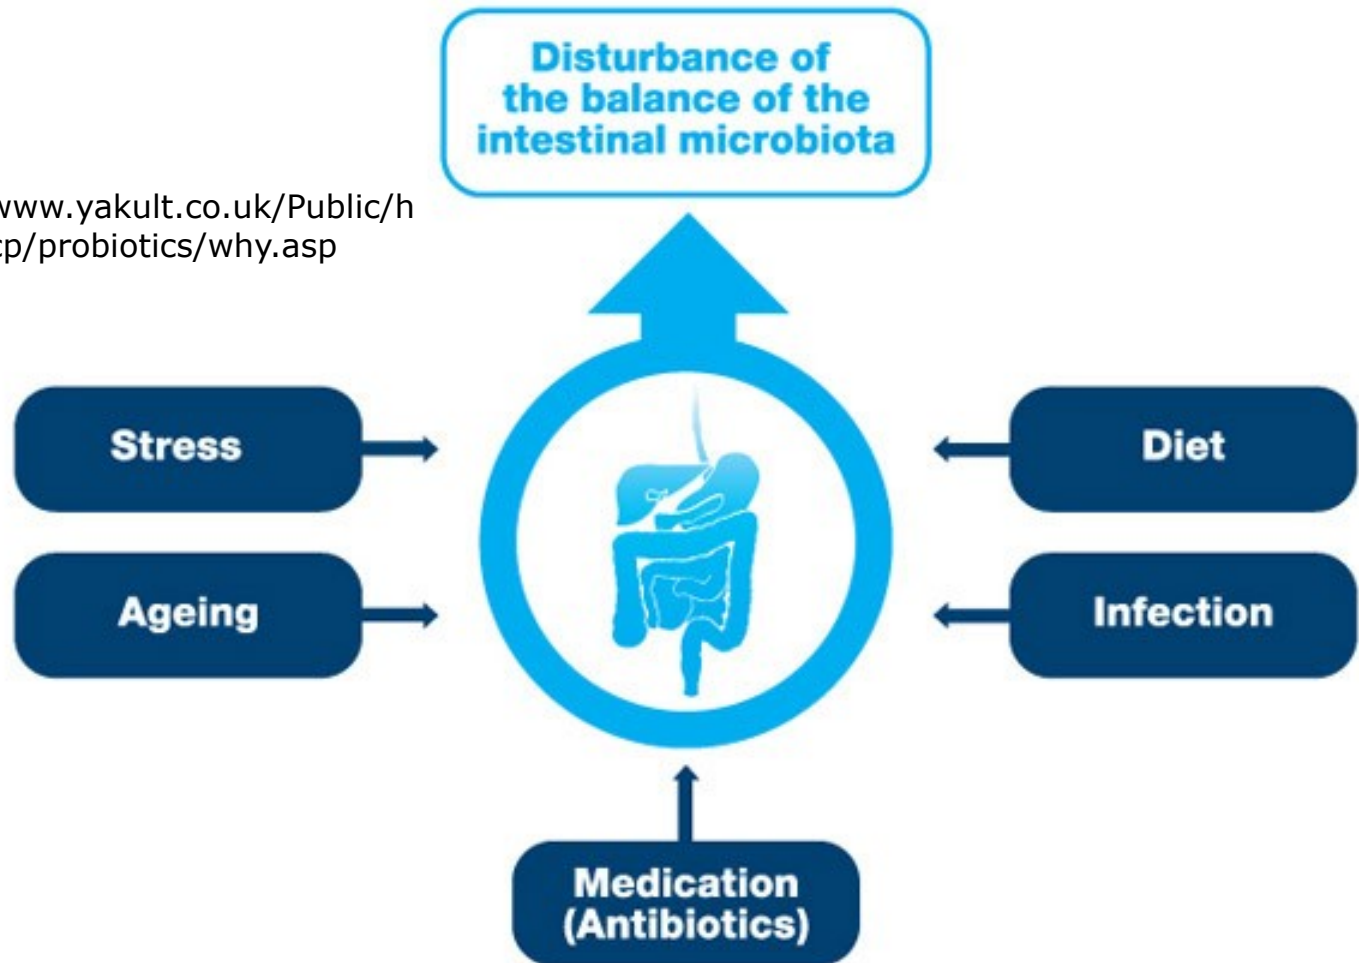 Disturbance of
the balance of the
intestinal microbiota
www.yakult.co.uk/Public/h
cp/probiotics/why.asp
Stress
Diet
Ageing
Infection
Medication
(Antibiotics)